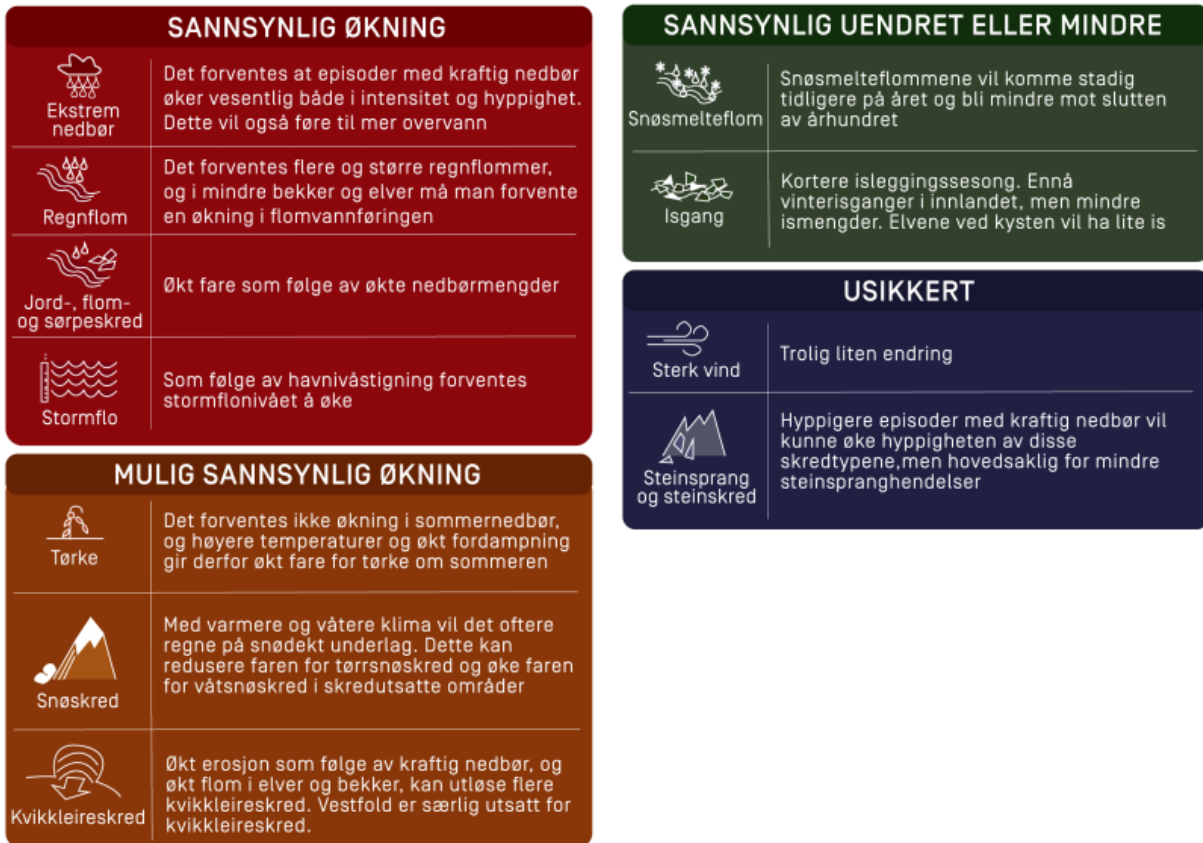 SANNSYNLIG ØKNING
Ekstrem
nedbør
Det forventes at episoder med kraftig nedbør
øker vesentlig både i intensitet og hyppighet.
Dette vil også føre til mer overvann
Regnflom
Det forventes flere og større regnflommer,
og i mindre bekker og elver må man forvente
en økning i flomvannføringen
Jord-, flom-
og sørpeskred
Økt fare som følge av økte nedbørmengder
Stormflo
Som følge av havnivåstigning forventes
stormflonivået å øke
MULIG SANNSYNLIG ØKNING
Tørke
Det forventes ikke økning i sommernedbør,
og høyere temperaturer og økt fordampning
gir derfor økt fare for tørke om sommeren
Snøskred
Med varmere og våtere klima vil det oftere
regne på snødekt underlag. Dette kan
redusere faren for tørrsnøskred og øke faren
for våtsnøskred i skredutsatte områder
Kvikkleireskred
Økt erosjon som følge av kraftig nedbør, og
økt flom i elver og bekker, kan utløse flere
kvikkleireskred. Vestfold er særlig utsatt for
kvikkleireskred.
SANNSYNLIG UENDRET ELLER MINDRE
Snøsmelteflom
Snøsmelteflommene vil komme stadig
tidligere på året og bli mindre mot slutten
av århundret
Isgang
Kortere isleggingssesong. Ennå
vinterisganger i innlandet, men mindre
ismengder. Elvene ved kysten vil ha lite is
USIKKERT
Sterk vind
Trolig liten endring
Steinsprang
og steinskred
Hyppigere episoder med kraftig nedbør vil
kunne øke hyppigheten av disse
skredtypene,men hovedsaklig for mindre
steinspranghendelser